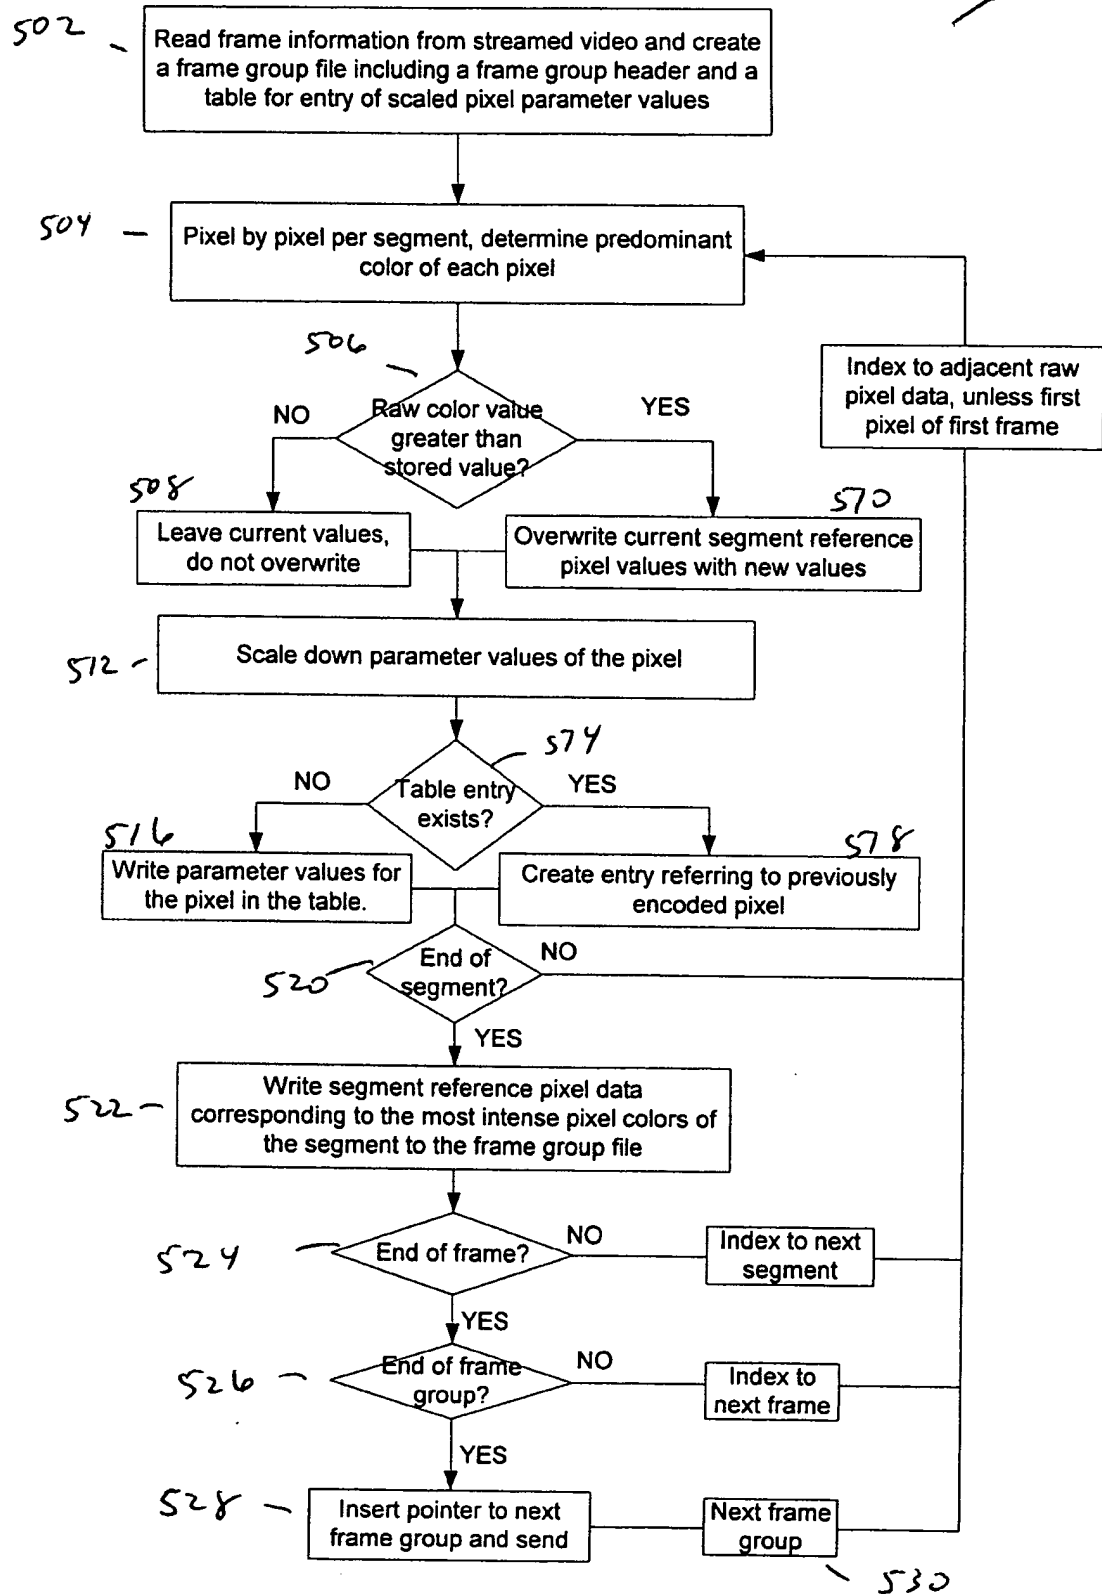 502
Read frame information from streamed video and create
a frame group file including a frame group header and a
table for entry of scaled pixel parameter values
504
Pixel by pixel per segment, determine predominant
color of each pixel
506
Index to adjacent raw
pixel data, unless first
pixel of first frame
NO
Raw color value
greater than
stored value?
YES
508
Leave current values,
do not overwrite
510
Overwrite current segment reference
pixel values with new values
512
Scale down parameter values of the pixel
514
NO
Table entry
exists?
YES
516
Write parameter values for
the pixel in the table.
518
Create entry referring to previously
encoded pixel
520
End of
segment?
NO
YES
522
Write segment reference pixel data
corresponding to the most intense pixel colors of
the segment to the frame group file
524
End of frame?
NO
Index to next
segment
YES
526
End of frame
group?
NO
Index to
next frame
YES
528
Insert pointer to next
frame group and send
Next frame
group
530